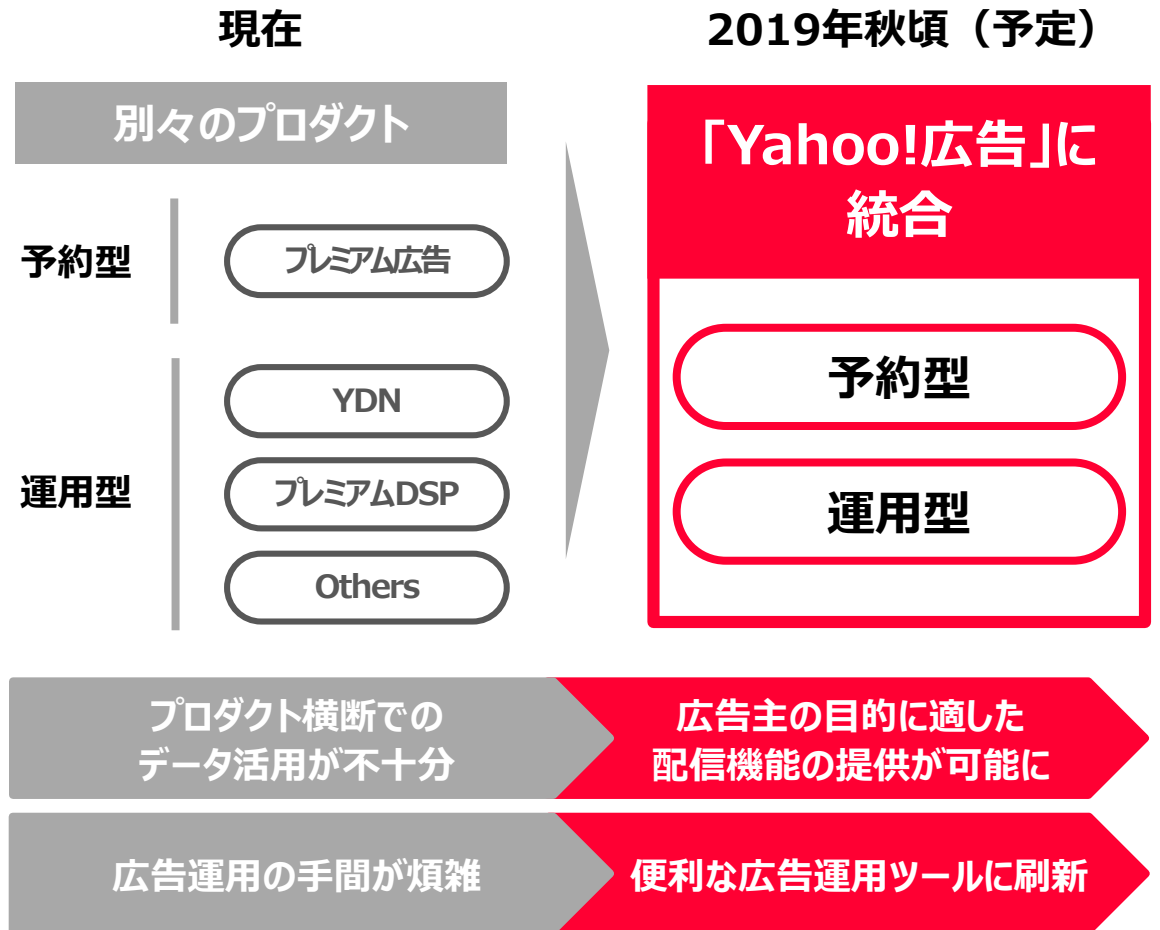 現在
2019年秋頃（予定）
別々のプロダクト
「Yahoo!広告」に
統合
予約型
プレミアム広告
運用型
YDN
プレミアムDSP
Others
予約型
運用型
プロダクト横断での
データ活用が不十分
広告主の目的に適した
配信機能の提供が可能に
広告運用の手間が煩雑
便利な広告運用ツールに刷新